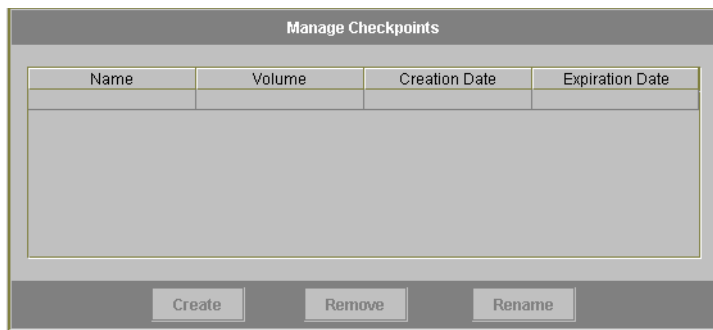 Manage Checkpoints
Name Volume Creation Date Expiration Date
Create Remove Rename